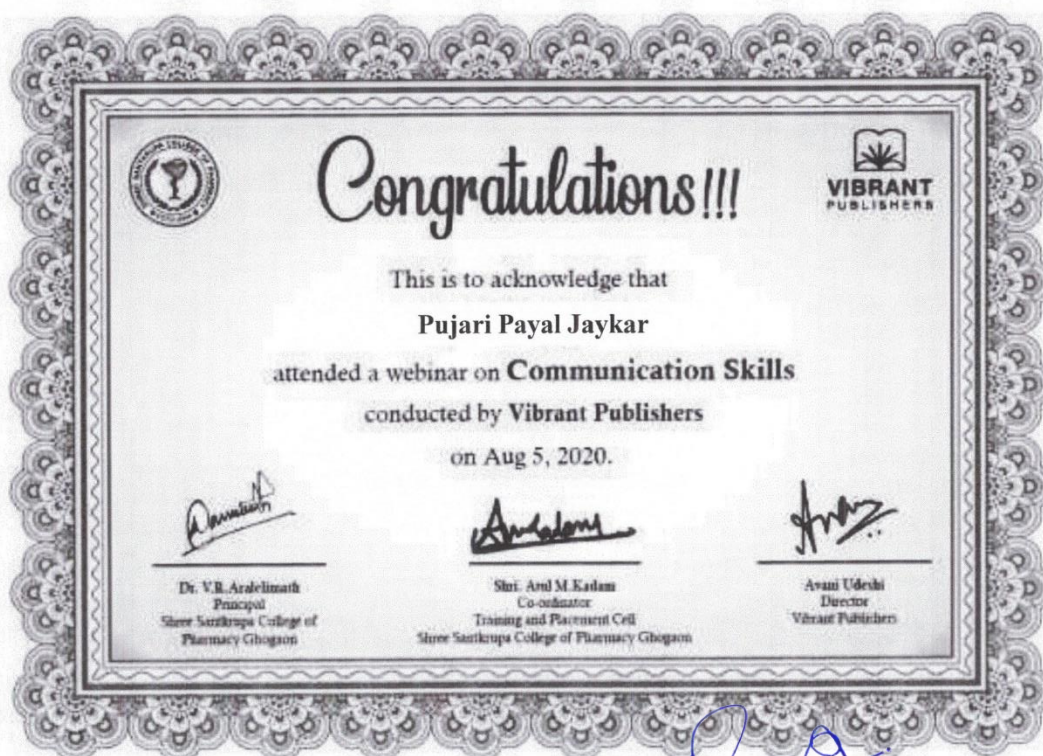 Congratulations!!!
VIBRANT
PUBLISHERS
This is to acknowledge that
Pujari Payal Jaykar
attended a webinar on Communication Skills
conducted by Vibrant Publishers
on Aug 5, 2020.
Dr. V.R.
Principal
Shree Santkrupa College of
Pharmacy Ghogaon
Shri. Amol M.Kadam
Co-ordinator
Training and Placement Cell
Shree Santkrupa College of Pharmacy Ghogaon
Avani Udeshi
Director
Vibrant Publishers